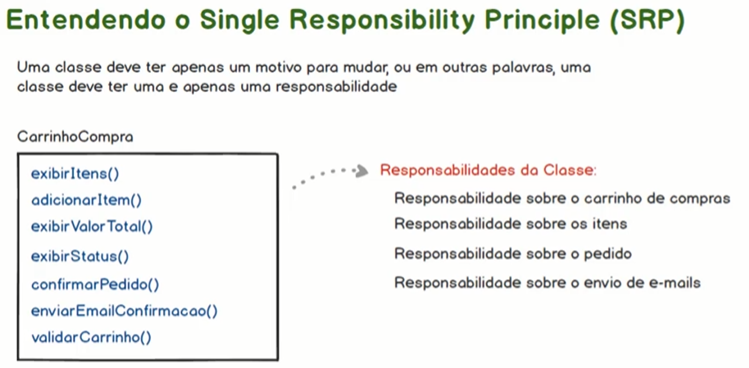 Entendendo o Single Responsibility Principle (SRP)
Uma classe deve ter apenas um motivo para mudar, ou em outras palavras, uma
classe deve ter uma e apenas uma responsabilidade
CarrinhoCompra
exibirItens()
adicionarItem()
exibirValorTotal()
exibirStatus()
confirmarPedido()
enviarEmailConfirmacao()
validarCarrinho()
Responsabilidades da Classe:
Responsabilidade sobre o carrinho de compras
Responsabilidade sobre os itens
Responsabilidade sobre o pedido
Responsabilidade sobre o envio de e-mails